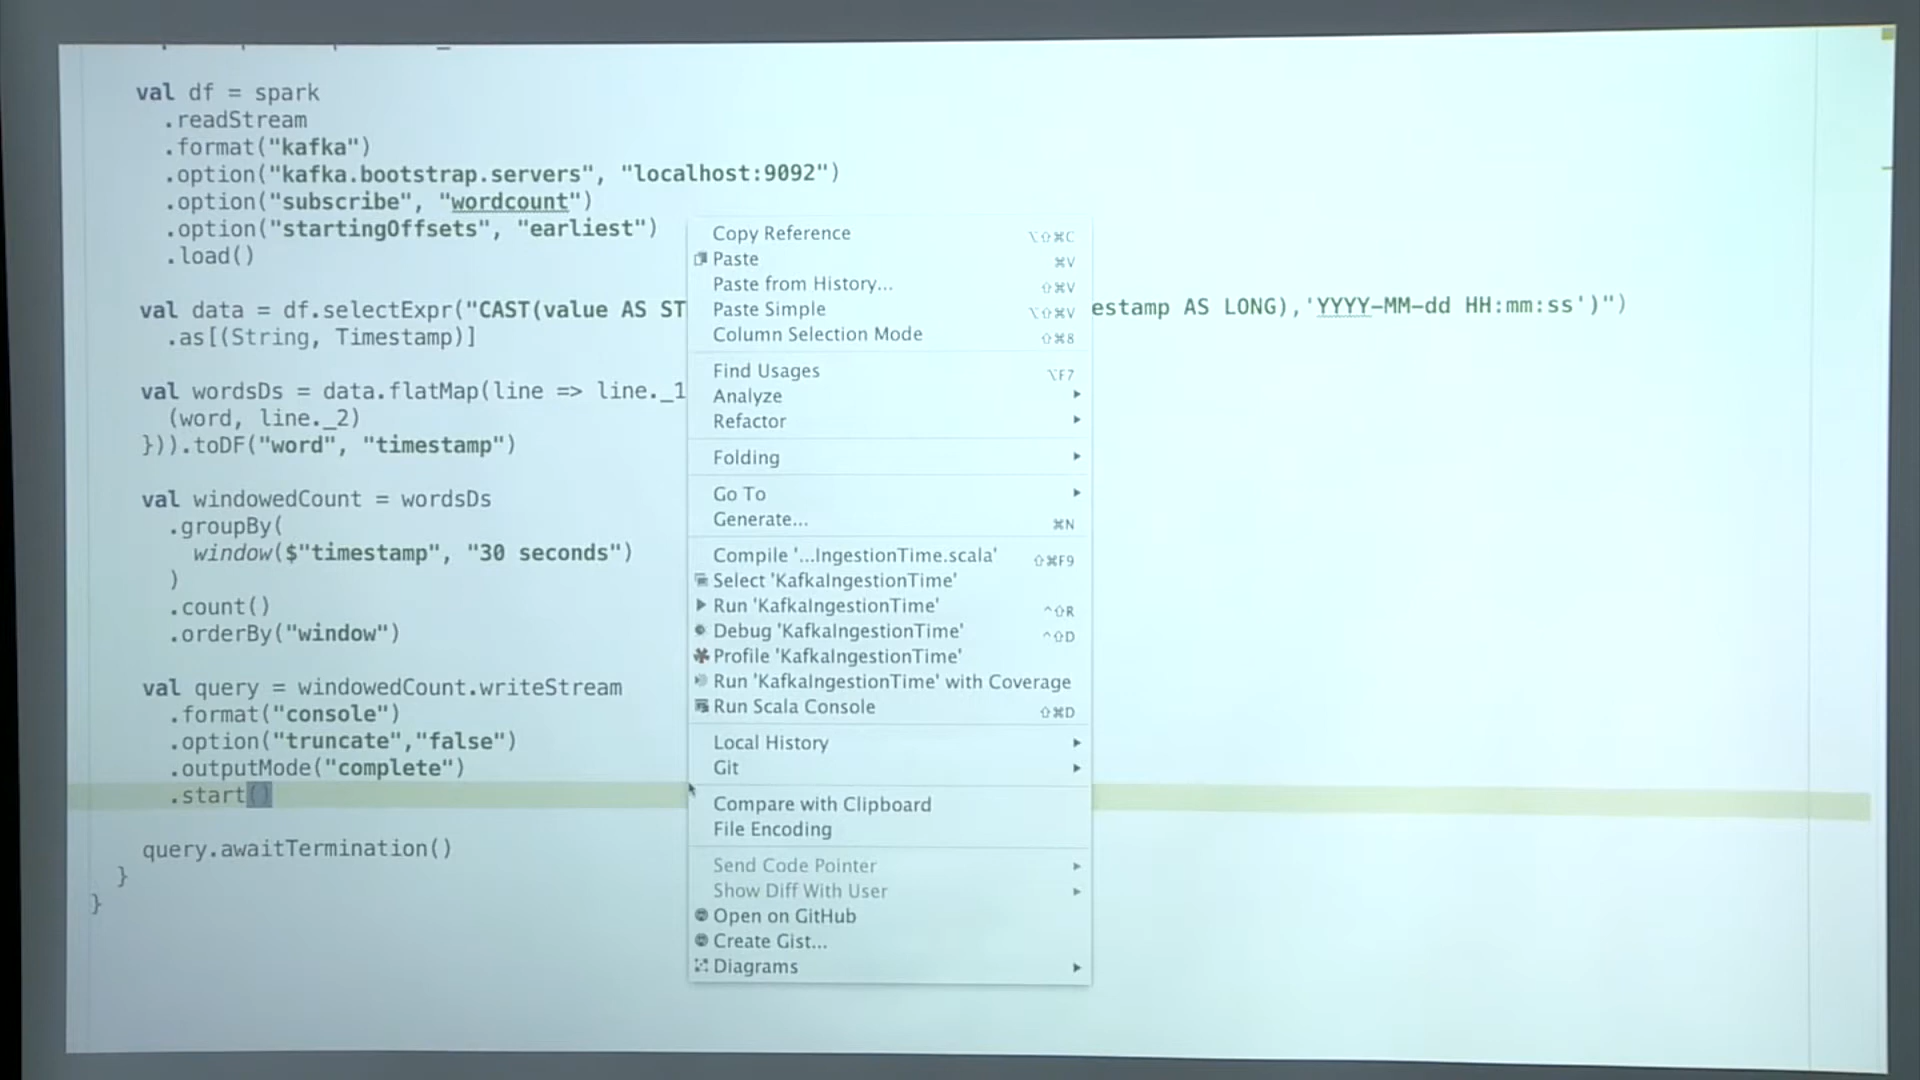 val df = spark
.readStream
.format("kafka")
.option("kafka.bootstrap.servers", "localhost:9092")
.option("subscribe", "wordcount")
.option("startingOffsets", "earliest")
.load()
val data = df.selectExpr("CAST(value AS ST estamp AS LONG),'YYYY-MM-dd HH:mm:ss')")
.as[(String, Timestamp)]
val wordsDs = data.flatMap(line => line._1
(word, line._2)
})).toDF("word", "timestamp")
val windowedCount = wordsDs
.groupBy(
window($"timestamp", "30 seconds")
)
.count()
.orderBy("window")
val query = windowedCount.writeStream
.format("console")
.option("truncate","false")
.outputMode("complete")
.start()
query.awaitTermination()
}
}
Copy Reference ⌥⇧⌘C
Paste ⌘V
Paste from History... ⇧⌘V
Paste Simple ⌥⇧⌘V
Column Selection Mode ⇧⌘8
Find Usages ⌥F7
Analyze
Refactor
Folding
Go To
Generate... ⌘N
Compile '...IngestionTime.scala' ⇧⌘F9
Select 'KafkaIngestionTime'
Run 'KafkaIngestionTime' ^⇧R
Debug 'KafkaIngestionTime' ^⇧D
Profile 'KafkaIngestionTime'
Run 'KafkaIngestionTime' with Coverage
Run Scala Console ⇧⌘D
Local History
Git
Compare with Clipboard
File Encoding
Send Code Pointer
Show Diff With User
Open on GitHub
Create Gist...
Diagrams